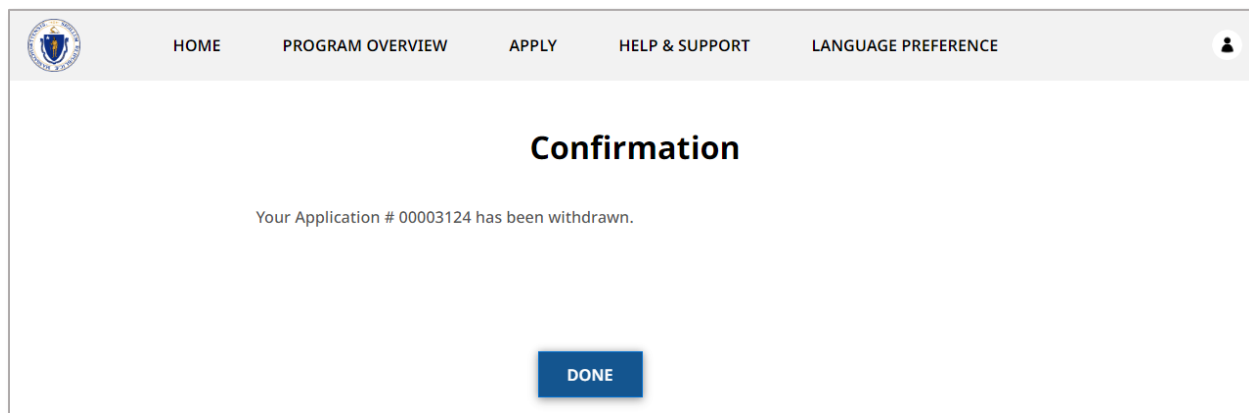 HOME PROGRAM OVERVIEW APPLY HELP & SUPPORT LANGUAGE PREFERENCE
Confirmation
Your Application # 00003124 has been withdrawn.
DONE